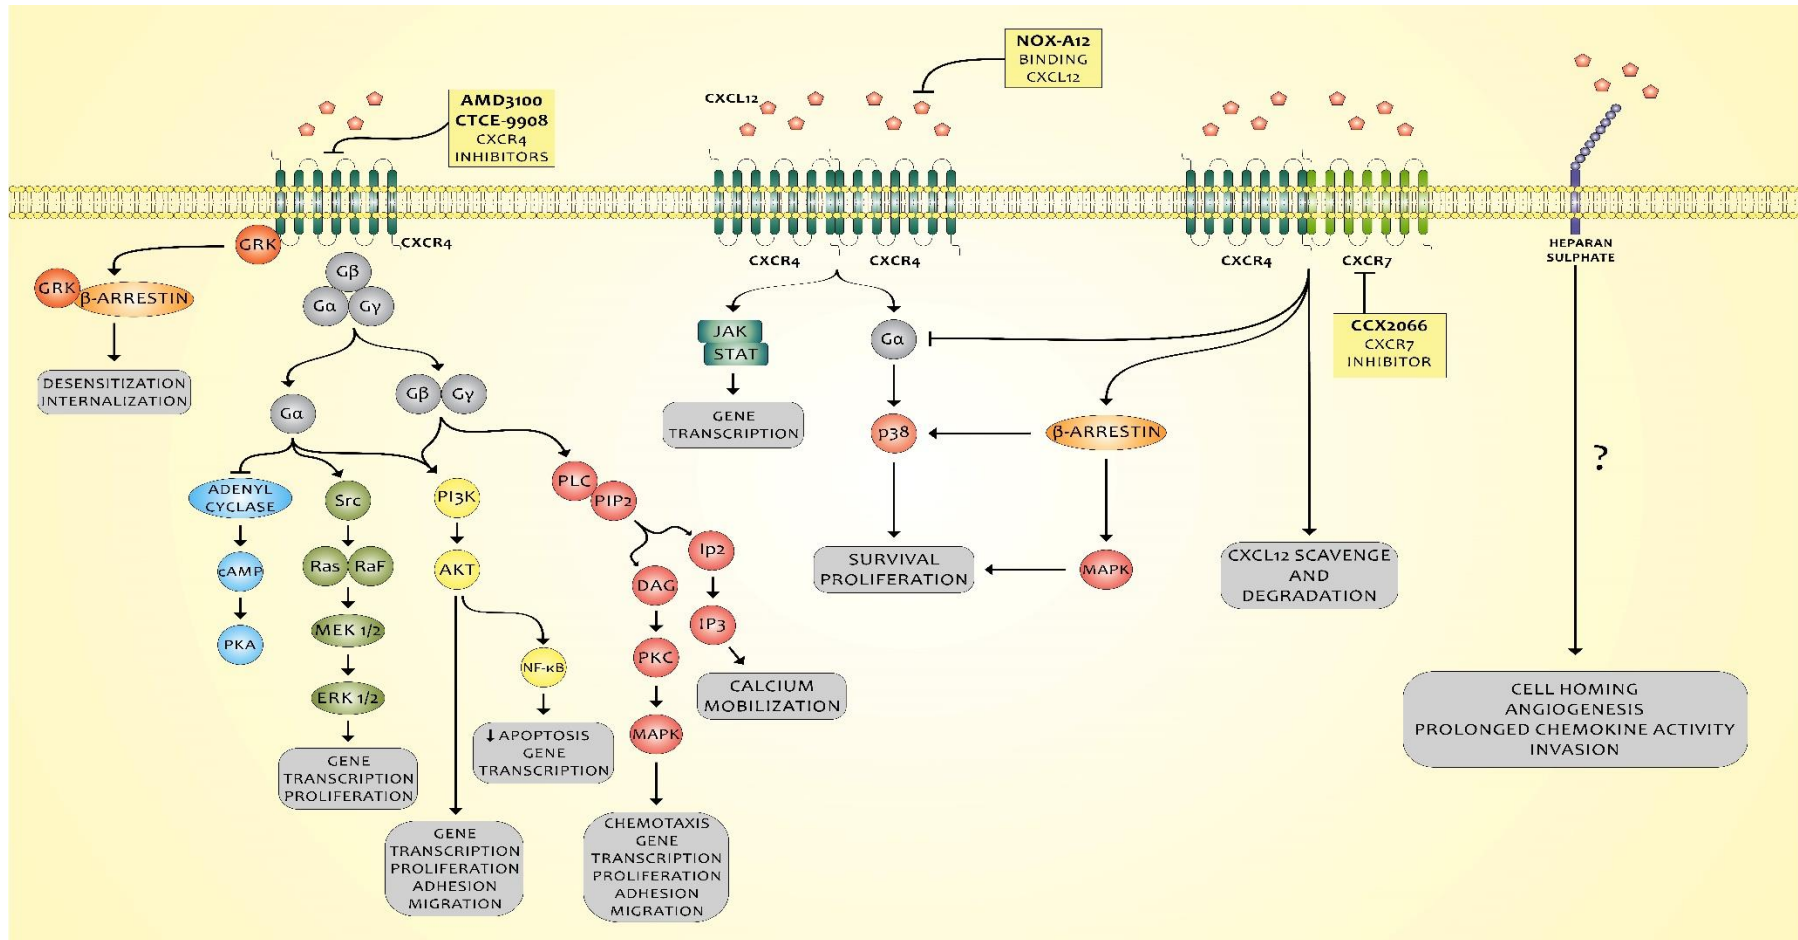 NOX-A12
BINDING
CXCL12
AMD3100
CTCE-9908
CXCR4
INHIBITORS
CXCL12
GRK
CXCR4
GRK
β-ARRESTIN
DESENSITIZATION
INTERNALIZATION
Gβ
Gα
Gγ
Gα
Gβ
Gγ
ADENYL
CYCLASE
cAMP
PKA
Src
Ras
RaF
MEK 1/2
ERK 1/2
GENE
TRANSCRIPTION
PROLIFERATION
PI3K
AKT
NF-κB
↓ APOPTOSIS
GENE
TRANSCRIPTION
GENE
TRANSCRIPTION
PROLIFERATION
ADHESION
MIGRATION
PLC
PIP2
DAG
PKC
MAPK
CHEMOTAXIS
GENE
TRANSCRIPTION
PROLIFERATION
ADHESION
MIGRATION
Ip2
IP3
CALCIUM
MOBILIZATION
CXCR4
CXCR4
JAK
STAT
GENE
TRANSCRIPTION
Gα
p38
SURVIVAL
PROLIFERATION
CXCR4
CXCR7
CCX2066
CXCR7
INHIBITOR
β-ARRESTIN
MAPK
CXCL12 SCAVENGE
AND
DEGRADATION
HEPARAN
SULPHATE
?
CELL HOMING
ANGIOGENESIS
PROLONGED CHEMOKINE ACTIVITY
INVASION